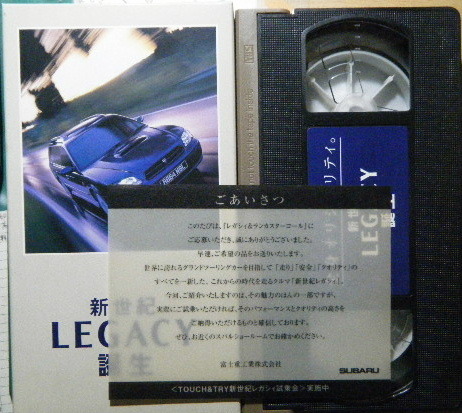 新世紀
LEGACY
誕生
VHS
クオリティ。
新世紀
LEGACY
誕生
ごあいさつ
このたびは、「レガシィ&ランカスターコール」に
ご応募いただき、誠にありがとうございました。
早速、ご希望の品をお送りいたします。
世界に誇れるグランドツーリングカーを目指して「走り」「安全」「クオリティ」の
すべてを一新した、これからの時代を走るクルマ「新世紀レガシィ」。
今回、ご紹介いたしますのは、その魅力のほんの一部ですが、
実際にご試乗いただければ、そのパフォーマンスとクオリティの高さを
ご納得いただけるものと確信しております。
ぜひ、お近くのスバルショールームでお確かめください。
富士重工業株式会社
SUBARU
<TOUCH&TRY新世紀レガシィ試乗会>実施中